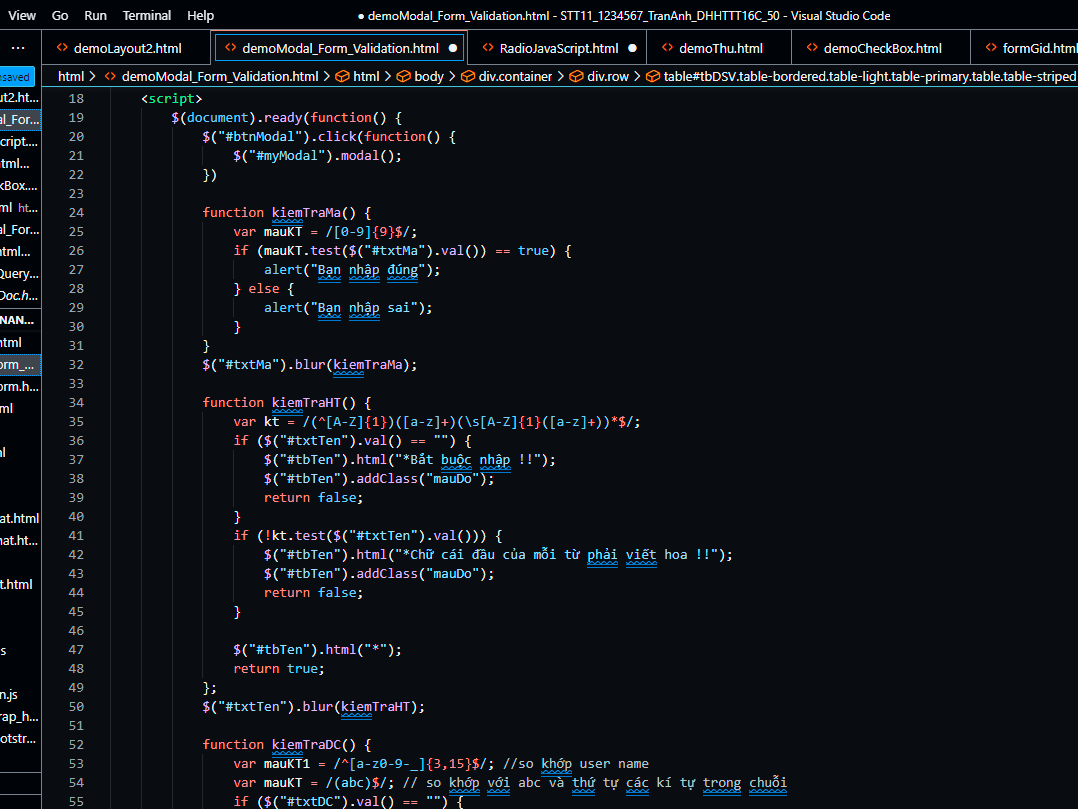 View Go Run Terminal Help
● demoModal_Form_Validation.html - STT11_1234567_TranAnh_DHHTTT16C_50 - Visual Studio Code
... <> demoLayout2.html <> demoModal_Form_Validation.html ● <> RadioJavaScript.html ● <> demoThu.html <> demoCheckBox.html <> formGid.html
html > <> demoModal_Form_Validation.html > html > body > div.container > div.row > table#tbDSV.table-bordered.table-light.table-primary.table.table-striped
nsaved
ut2.ht...
al_For...
cript....
tml...
kBox....
ml ht...
al_For...
html...
Query...
Doc.h...
NAN...
html
orm_...
orm.h...
ml
nl
at.html
nat.ht...
t.html
s
n.js
rap_h...
otstr...
18 <script>
19 $(document).ready(function() {
20 $("#btnModal").click(function() {
21 $("#myModal").modal();
22 })
23
24 function kiemTraMa() {
25 var mauKT = /[0-9]{9}$/;
26 if (mauKT.test($("#txtMa").val()) == true) {
27 alert("Bạn nhập đúng");
28 } else {
29 alert("Bạn nhập sai");
30 }
31 }
32 $("#txtMa").blur(kiemTraMa);
33
34 function kiemTraHT() {
35 var kt = /(^[A-Z]{1})([a-z]+)(\s[A-Z]{1}([a-z]+))*$/;
36 if ($("#txtTen").val() == "") {
37 $("#tbTen").html("*Bắt buộc nhập !!");
38 $("#tbTen").addClass("mauDo");
39 return false;
40 }
41 if (!kt.test($("#txtTen").val())) {
42 $("#tbTen").html("*Chữ cái đầu của mỗi từ phải viết hoa !!");
43 $("#tbTen").addClass("mauDo");
44 return false;
45 }
46
47 $("#tbTen").html("*");
48 return true;
49 };
50 $("#txtTen").blur(kiemTraHT);
51
52 function kiemTraDC() {
53 var mauKT1 = /^[a-z0-9-_]{3,15}$/; //so khớp user name
54 var mauKT = /(abc)$/; // so khớp với abc và thứ tự các kí tự trong chuỗi
55 if ($("#txtDC").val() == "") {